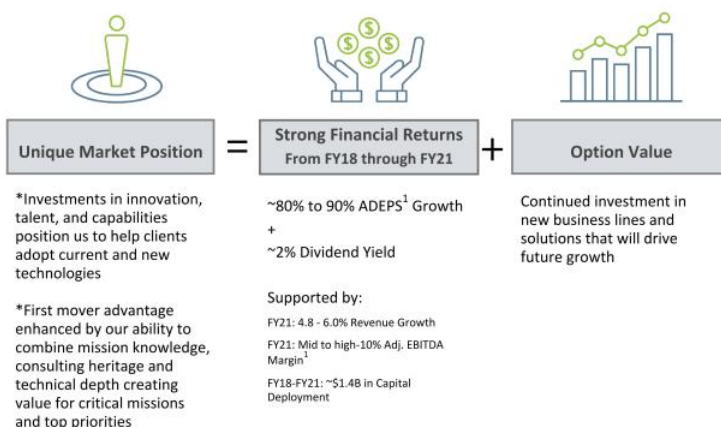 Unique Market Position
=
Strong Financial Returns
From FY18 through FY21
+
Option Value
*Investments in innovation,
talent, and capabilities
position us to help clients
adopt current and new
technologies
*First mover advantage
enhanced by our ability to
combine mission knowledge,
consulting heritage and
technical depth creating
value for critical missions
and top priorities
~80% to 90% ADEPS¹ Growth
+
~2% Dividend Yield
Supported by:
FY21: 4.8 - 6.0% Revenue Growth
FY21: Mid to high-10% Adj. EBITDA
Margin¹
FY18-FY21: ~$1.4B in Capital
Deployment
Continued investment in
new business lines and
solutions that will drive
future growth